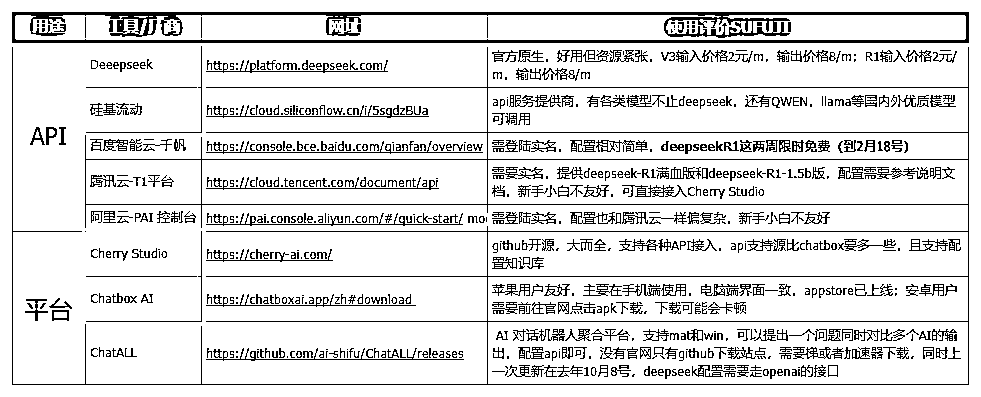 用途 工具/厂商 网址 使用评价SUFUTI
API
Deeepseek https://platform.deepseek.com/ 官方原生，好用但资源紧张，V3输入价格2元/m，输出价格8/m；R1输入价格2元/
m，输出价格8/m
硅基流动 https://cloud.siliconflow.cn/i/5sgdzBUa api服务提供商，有各类模型不止deepseek，还有QWEN，llama等国内外优质模型
可调用
百度智能云-千帆 https://console.bce.baidu.com/qianfan/overview 需登陆实名，配置相对简单，deepseekR1这两周限时免费（到2月18号）
腾讯云-T1平台 https://cloud.tencent.com/document/api 需要实名，提供deepseek-R1满血版和deepseek-R1-1.5b版，配置需要参考说明文
档，新手小白不友好，可直接接入Cherry Studio
阿里云-PAI 控制台 https://pai.console.aliyun.com/#/quick-start/ mo 需登陆实名，配置也和腾讯云一样偏复杂，新手小白不友好
平台
Cherry Studio https://cherry-ai.com/ github开源，大而全，支持各种API接入，api支持源比chatbox要多一些，且支持配
置知识库
Chatbox AI https://chatboxai.app/zh#download 苹果用户友好，主要在手机端使用，电脑端界面一致，appstore已上线；安卓用户
需要前往官网点击apk下载，下载可能会卡顿
ChatALL https://github.com/ai-shifu/ChatALL/releases AI 对话机器人聚合平台，支持mat和win，可以提出一个问题同时对比多个AI的输
出，配置api即可，没有官网只有github下载站点，需要梯或者加速器下载，同时上
一次更新在去年10月8号，deepseek配置需要走openai的接口